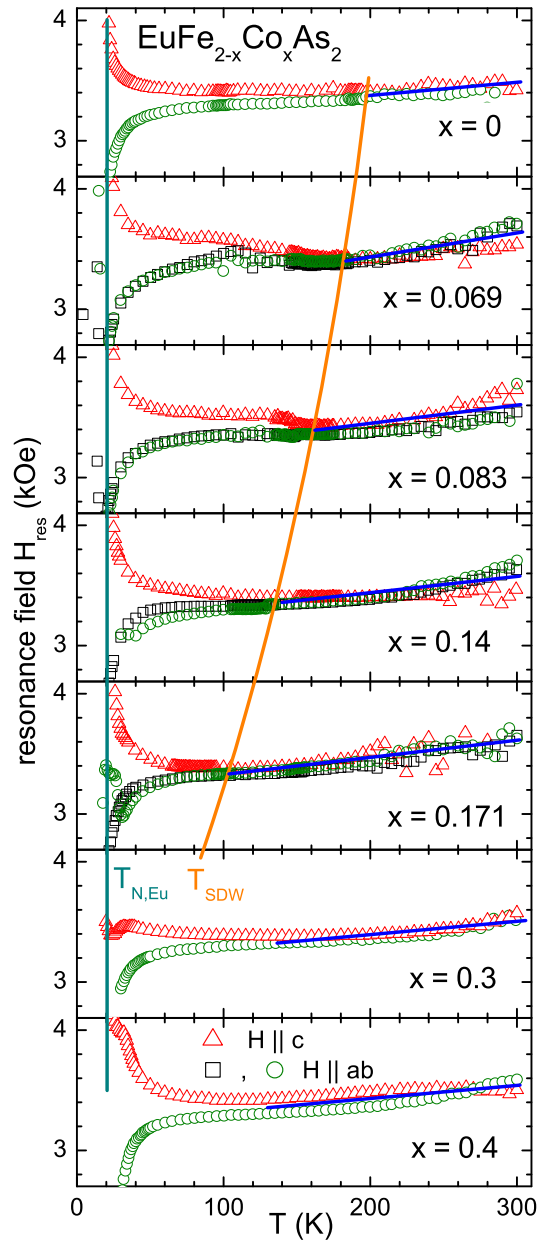 EuFe2-xCoxAs2
4
3
x = 0
4
3
x = 0.069
4
3
x = 0.083
4
3
x = 0.14
4
3
x = 0.171
4
3
TN,Eu
TSDW
x = 0.3
4
3
H || c
, H || ab
x = 0.4
0
100
200
300
T (K)
resonance field Hres (kOe)